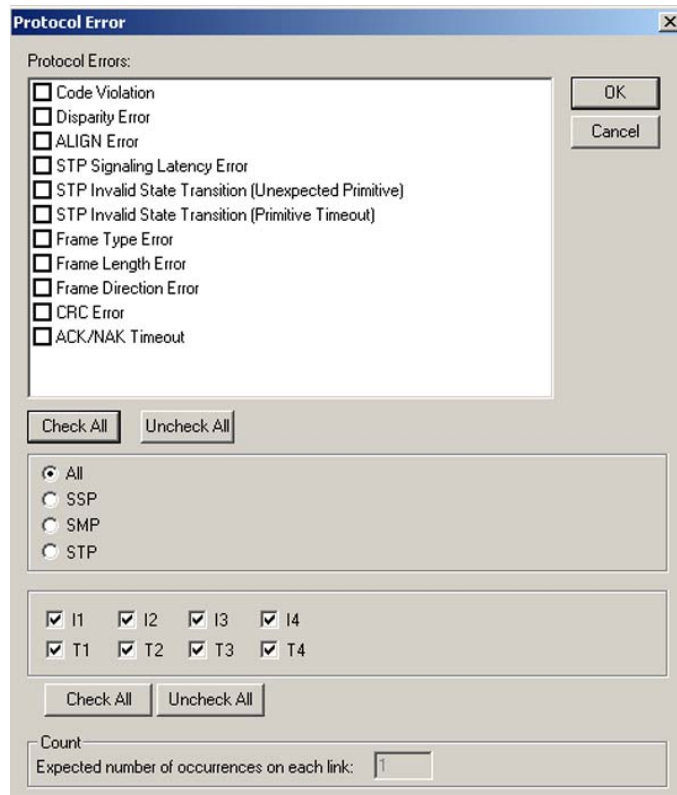 Protocol Error
Protocol Errors:
Code Violation
Disparity Error
ALIGN Error
STP Signaling Latency Error
STP Invalid State Transition (Unexpected Primitive)
STP Invalid State Transition (Primitive Timeout)
Frame Type Error
Frame Length Error
Frame Direction Error
CRC Error
ACK/NAK Timeout
OK
Cancel
Check All Uncheck All
All
SSP
SMP
STP
I1 I2 I3 I4
T1 T2 T3 T4
Check All Uncheck All
Count
Expected number of occurrences on each link: 1